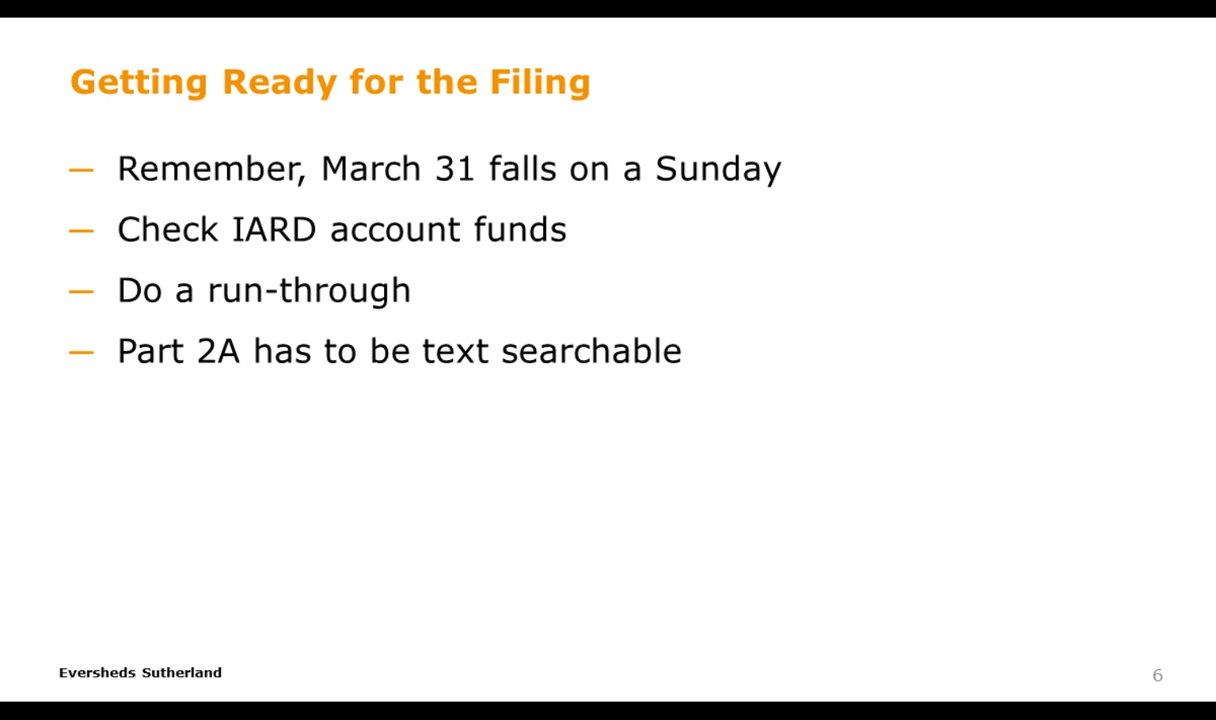 Getting Ready for the Filing
— Remember, March 31 falls on a Sunday
— Check IARD account funds
— Do a run-through
— Part 2A has to be text searchable
Eversheds Sutherland
6